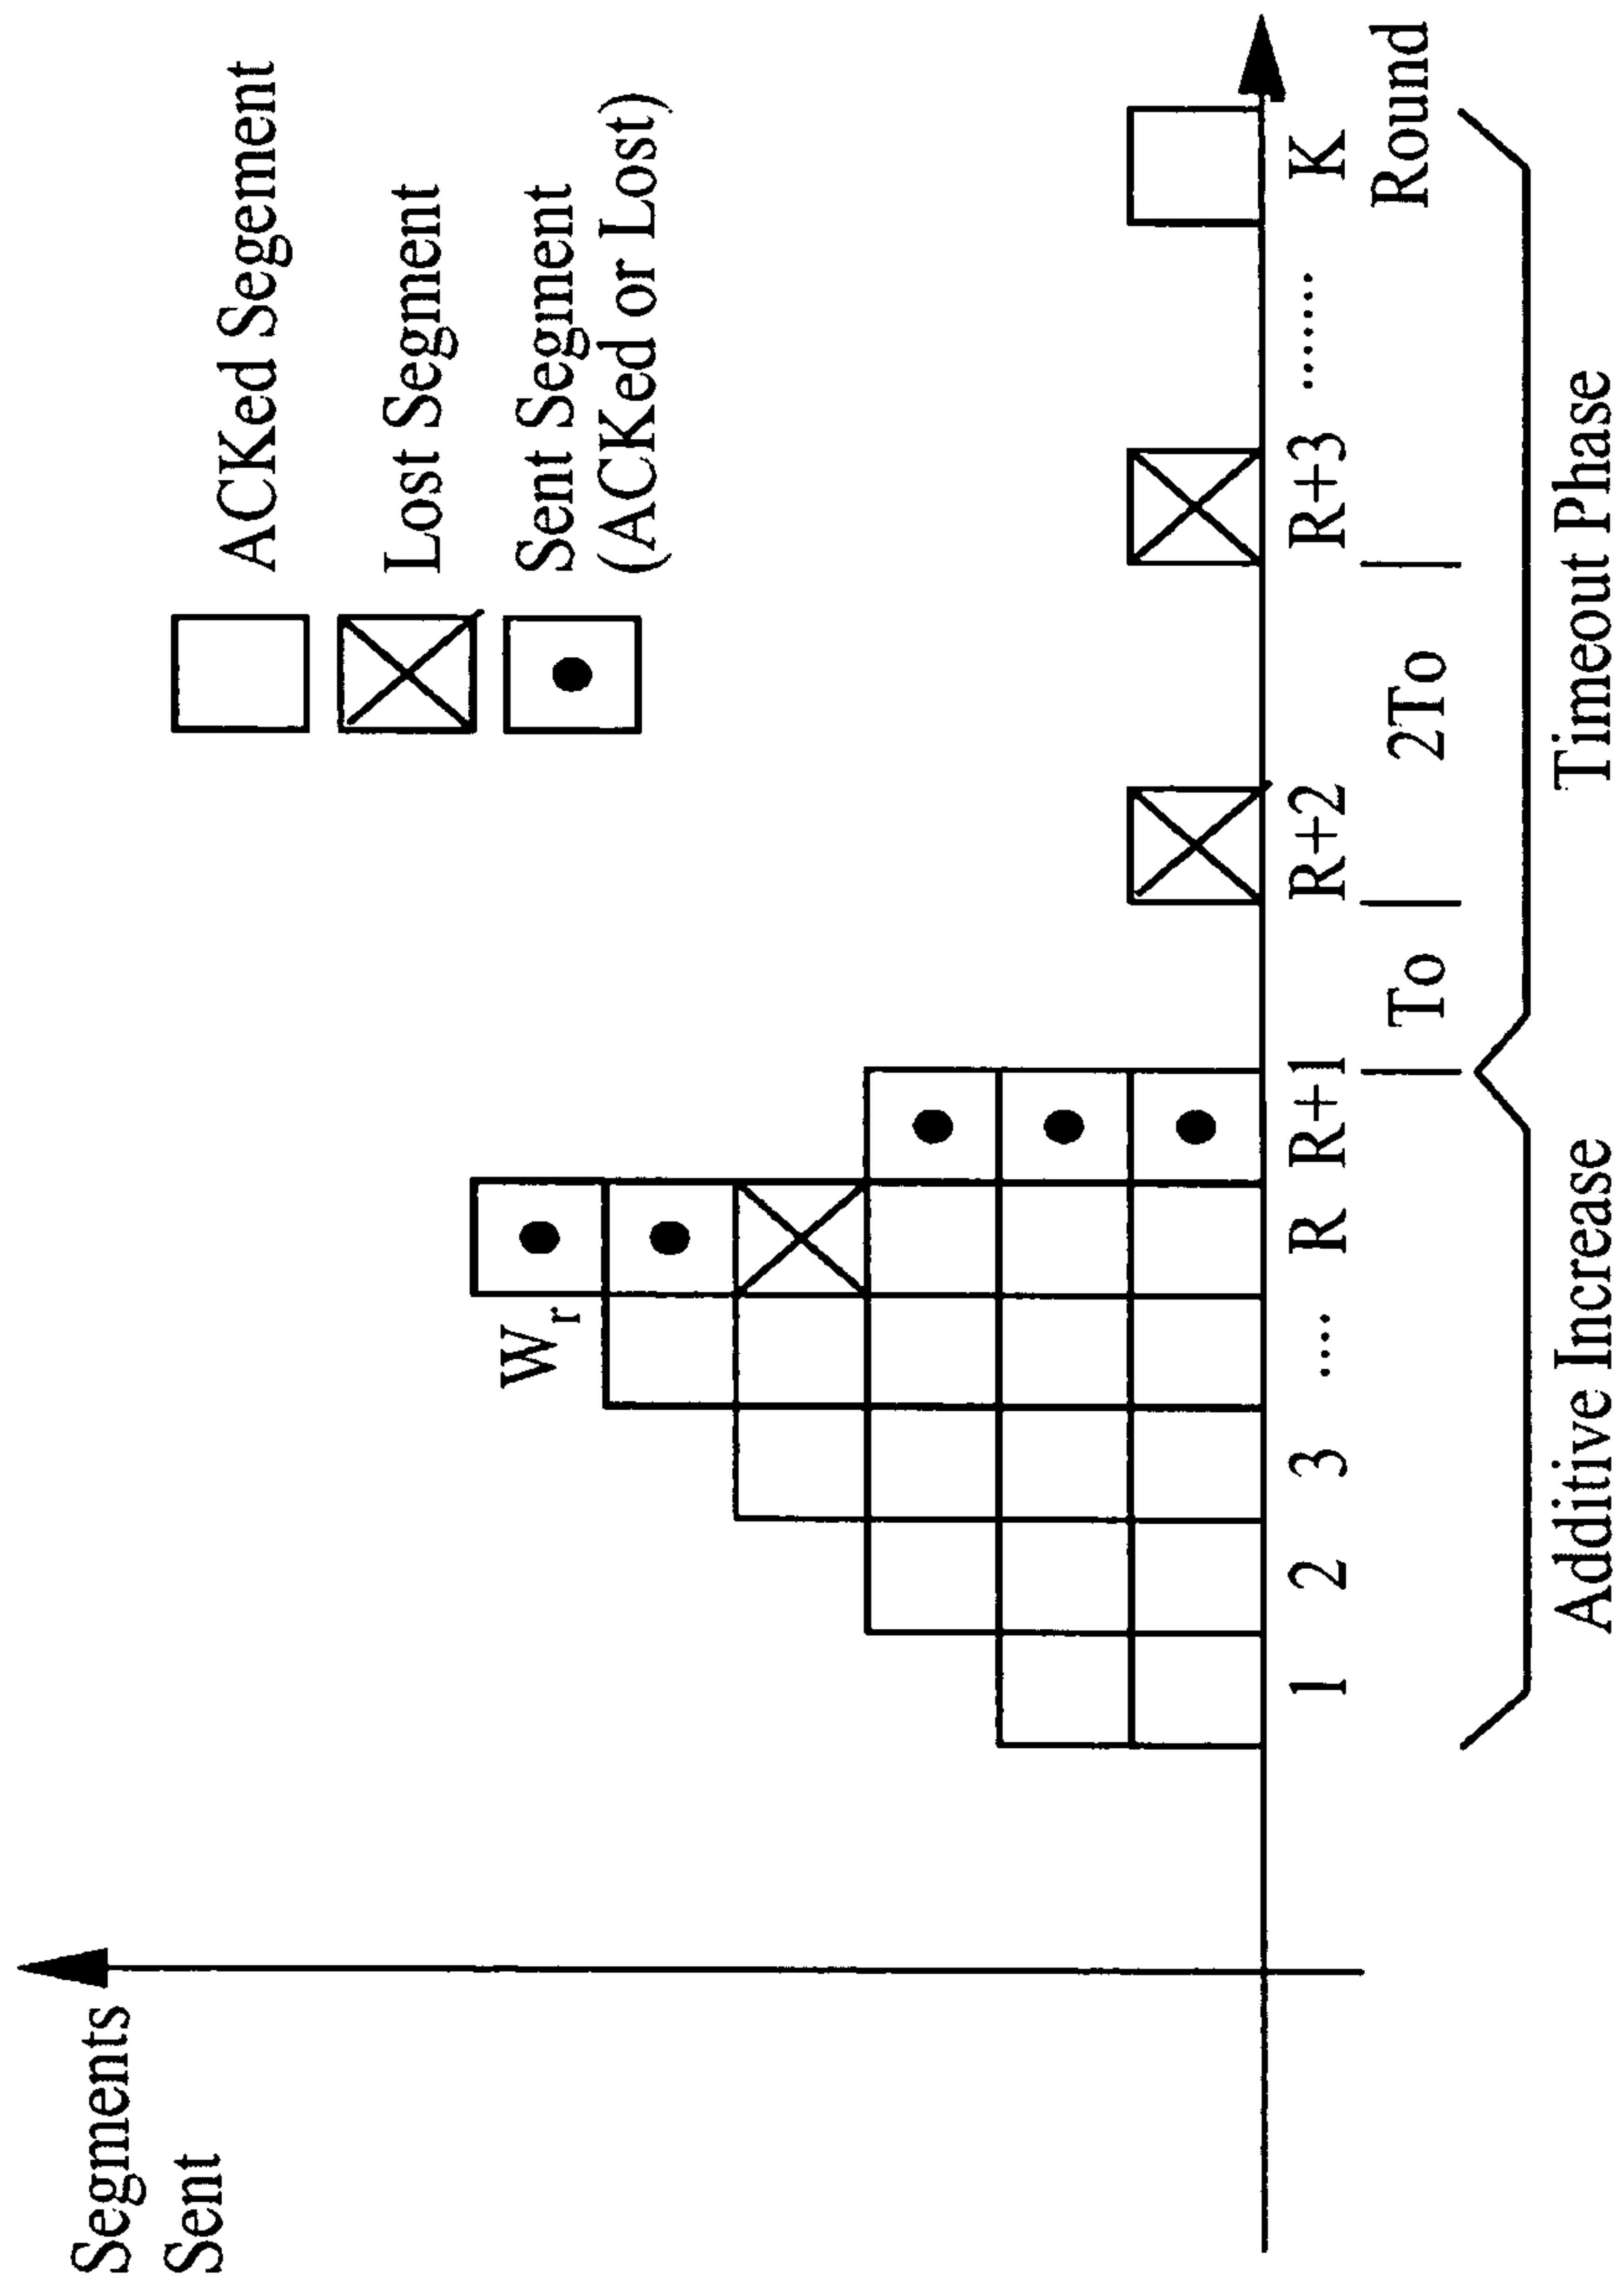 Segments
Sent
ACKed Segement
Lost Segment
Sent Segment
(ACKed or Lost)
Wr
1 2 3 .... R R+1 R+2 R+3 ....... K
Round
To 2To
Additive Increase Timeout Phase